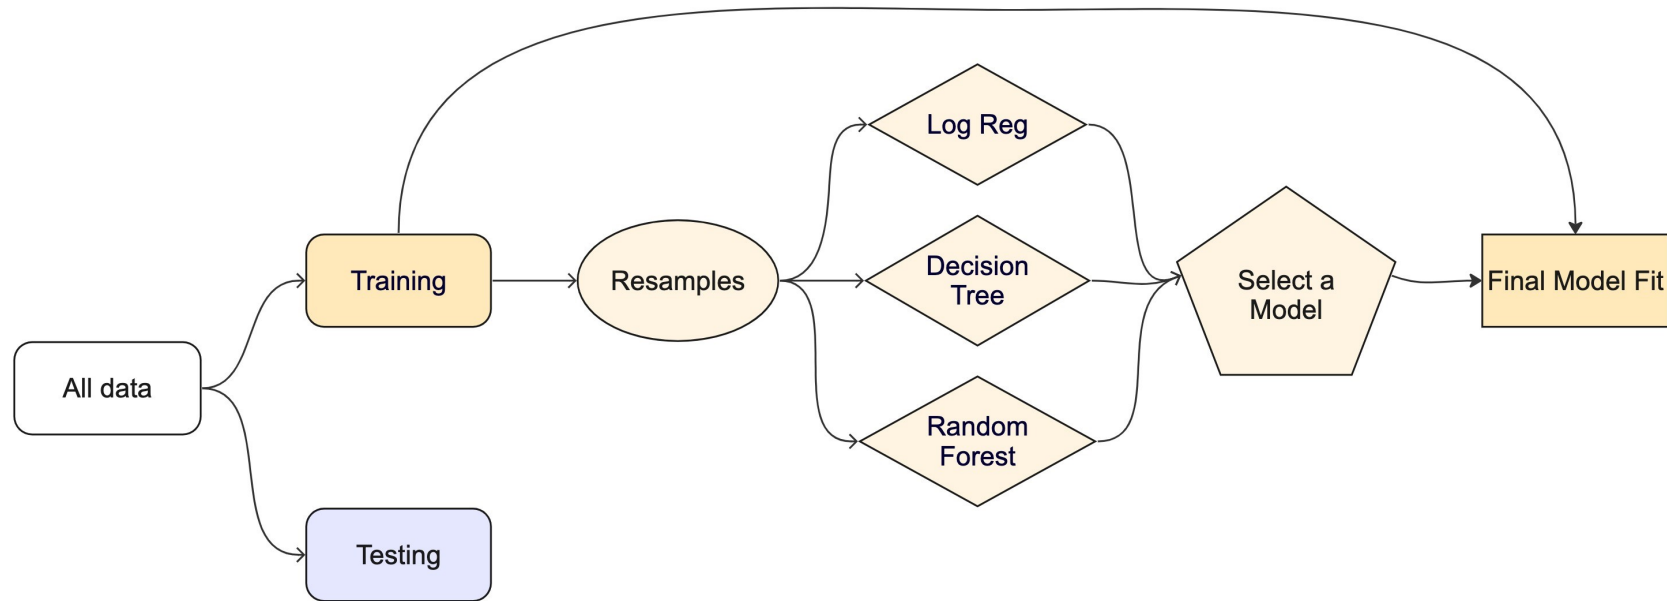 All data
Training
Testing
Resamples
Log Reg
Decision
Tree
Random
Forest
Select a
Model
Final Model Fit